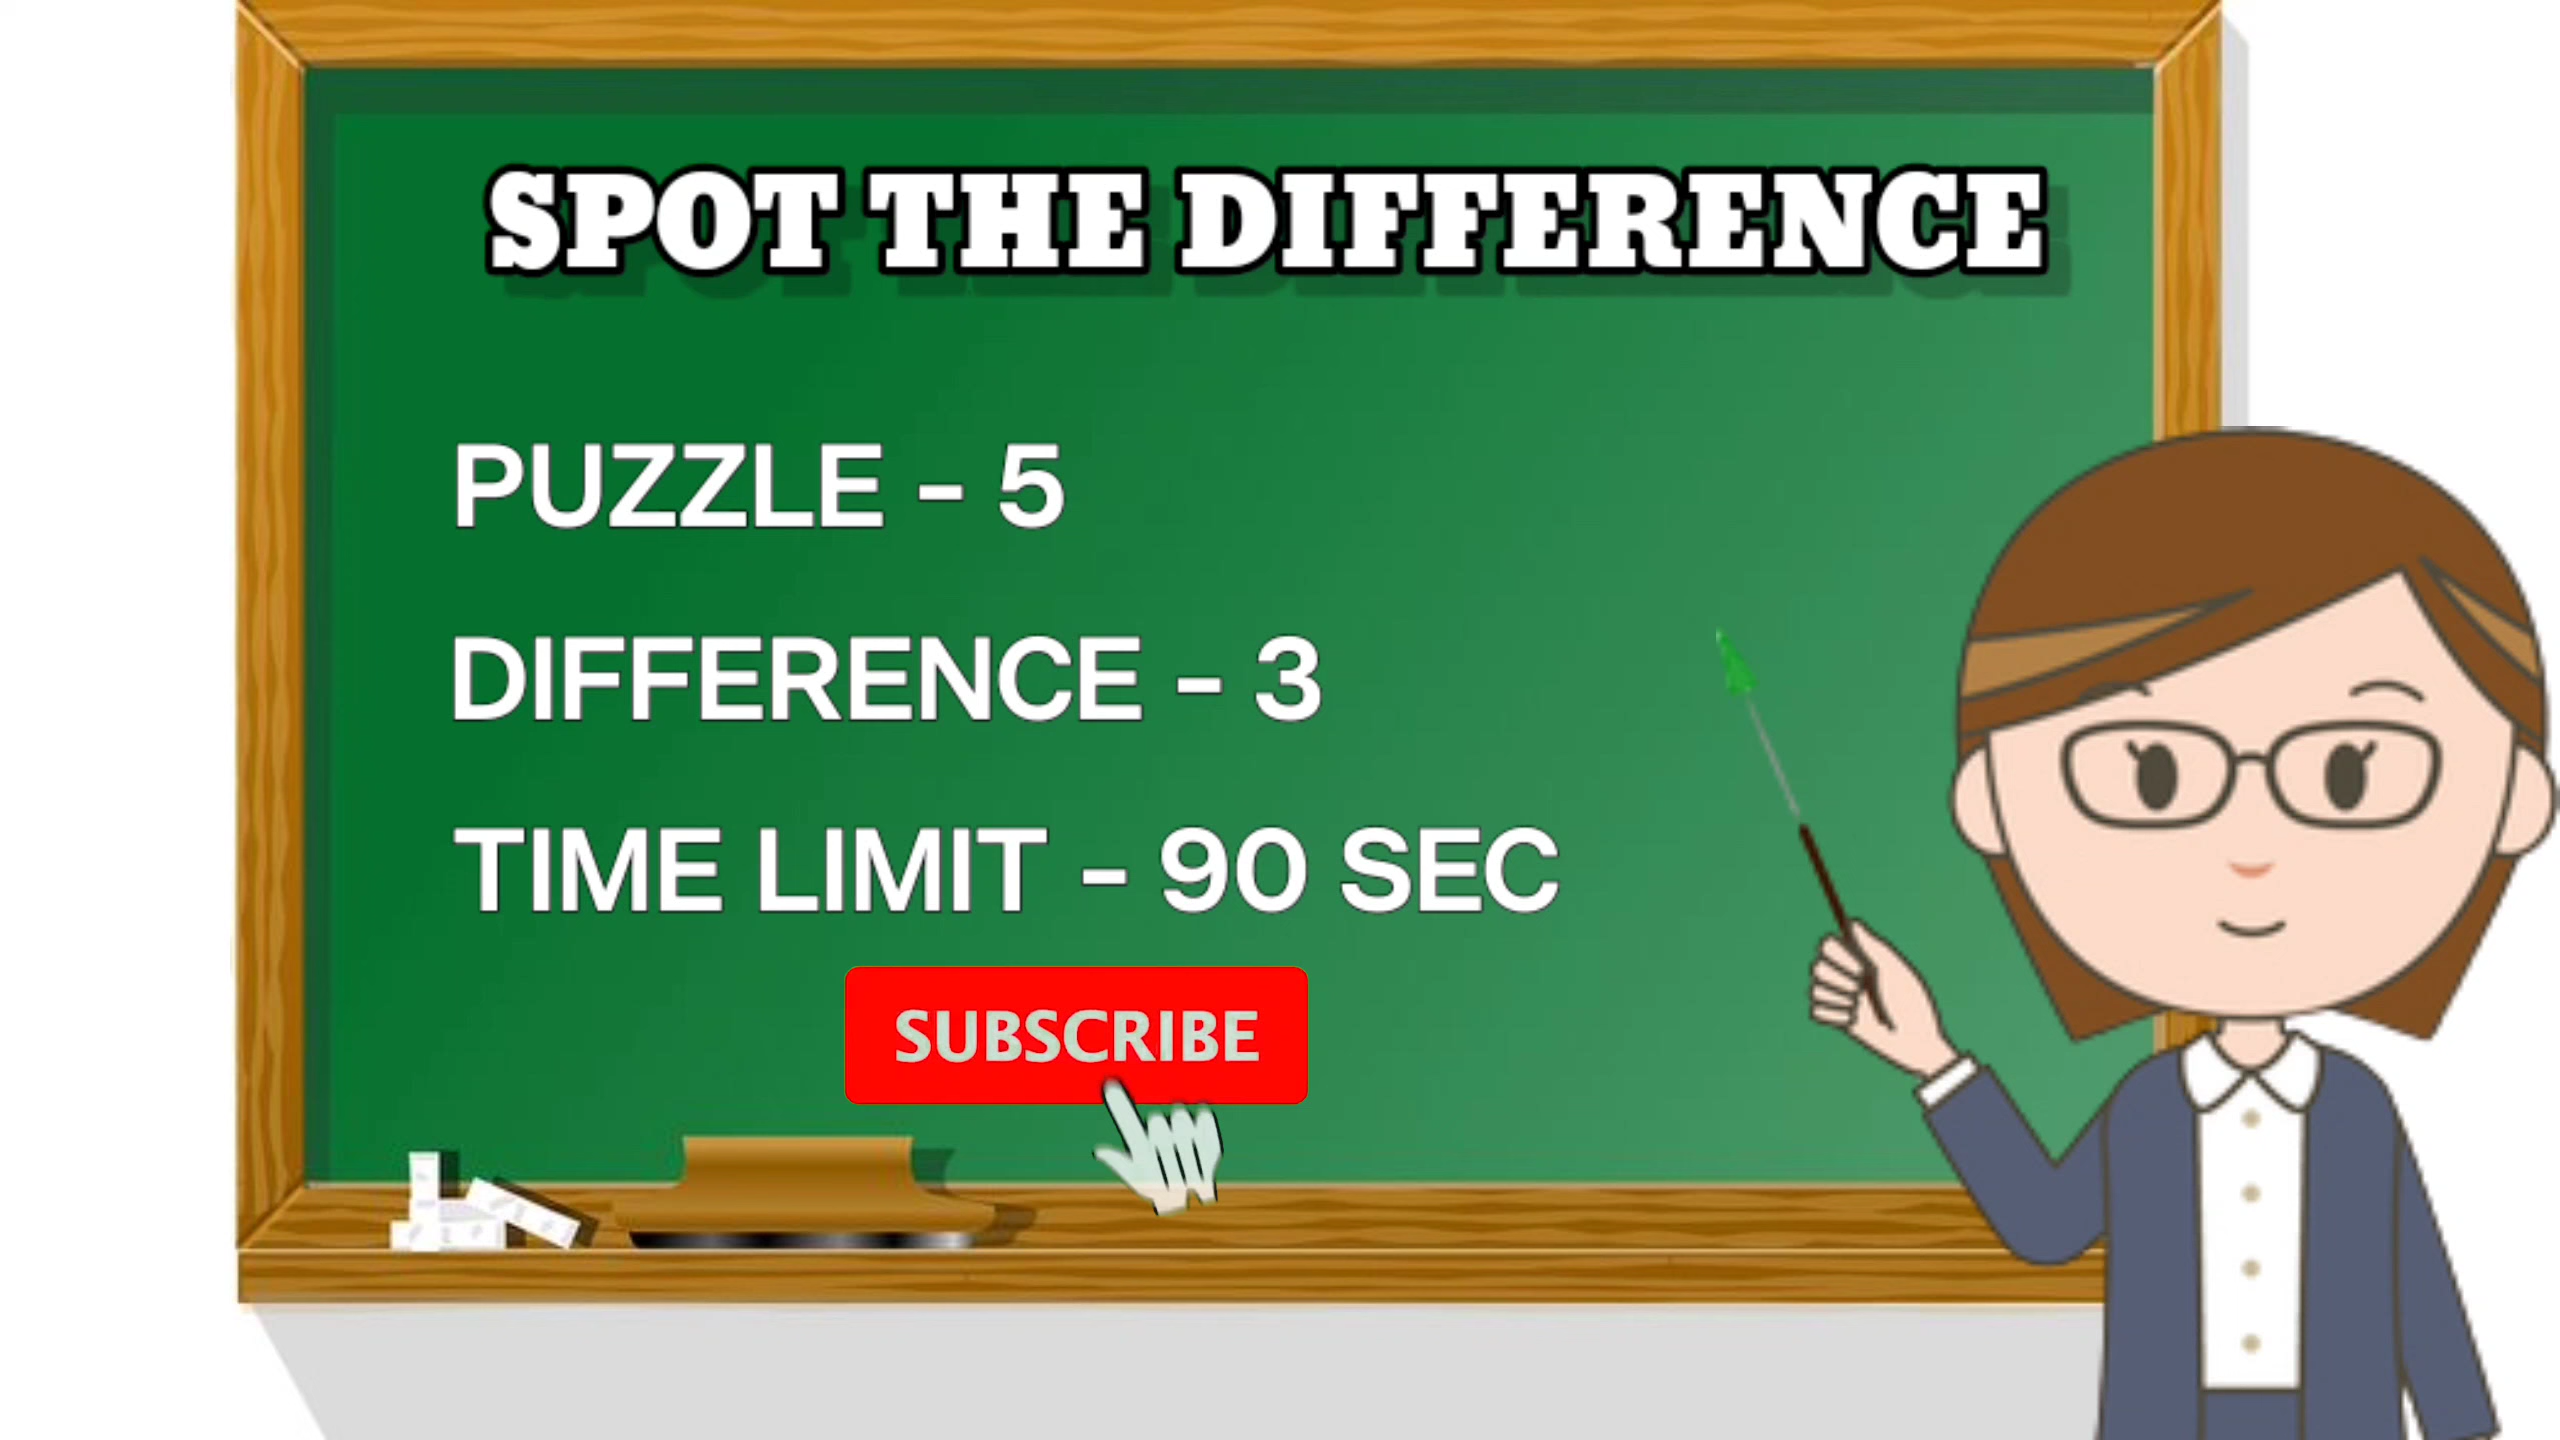 SPOT THE DIFFERENCE
PUZZLE - 5
DIFFERENCE - 3
TIME LIMIT - 90 SEC
SUBSCRIBE